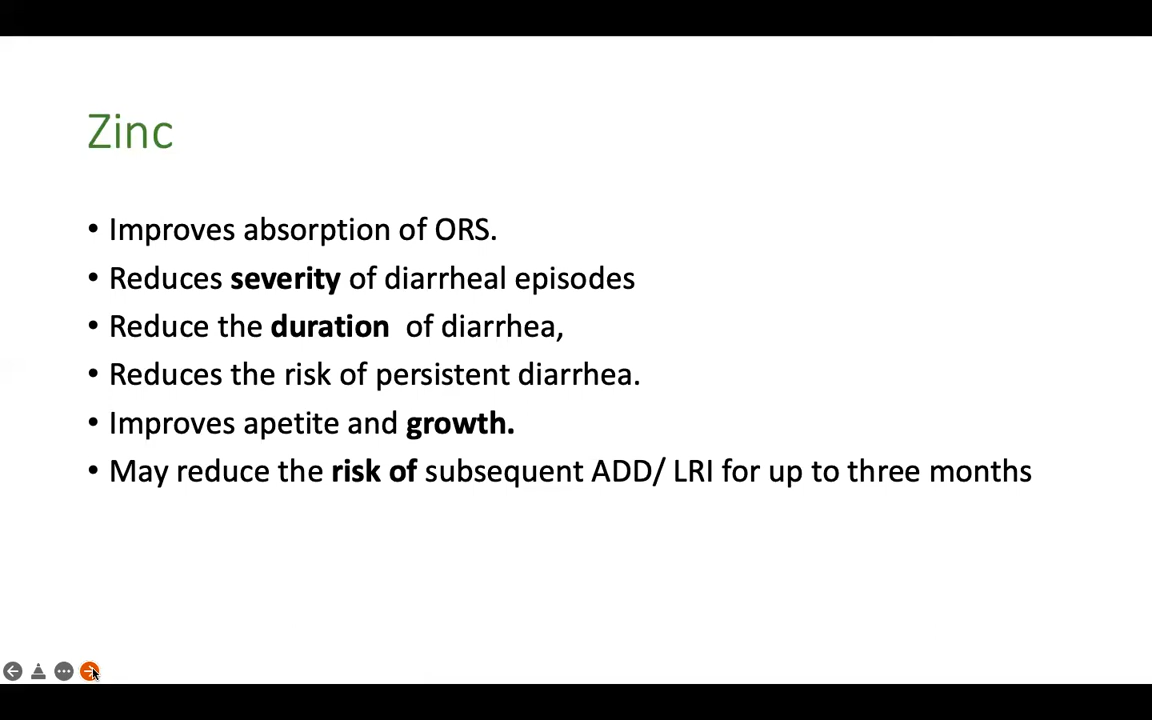 Zinc
• Improves absorption of ORS.
• Reduces severity of diarrheal episodes
• Reduce the duration  of diarrhea,
• Reduces the risk of persistent diarrhea.
• Improves apetite and growth.
• May reduce the risk of subsequent ADD/ LRI for up to three months